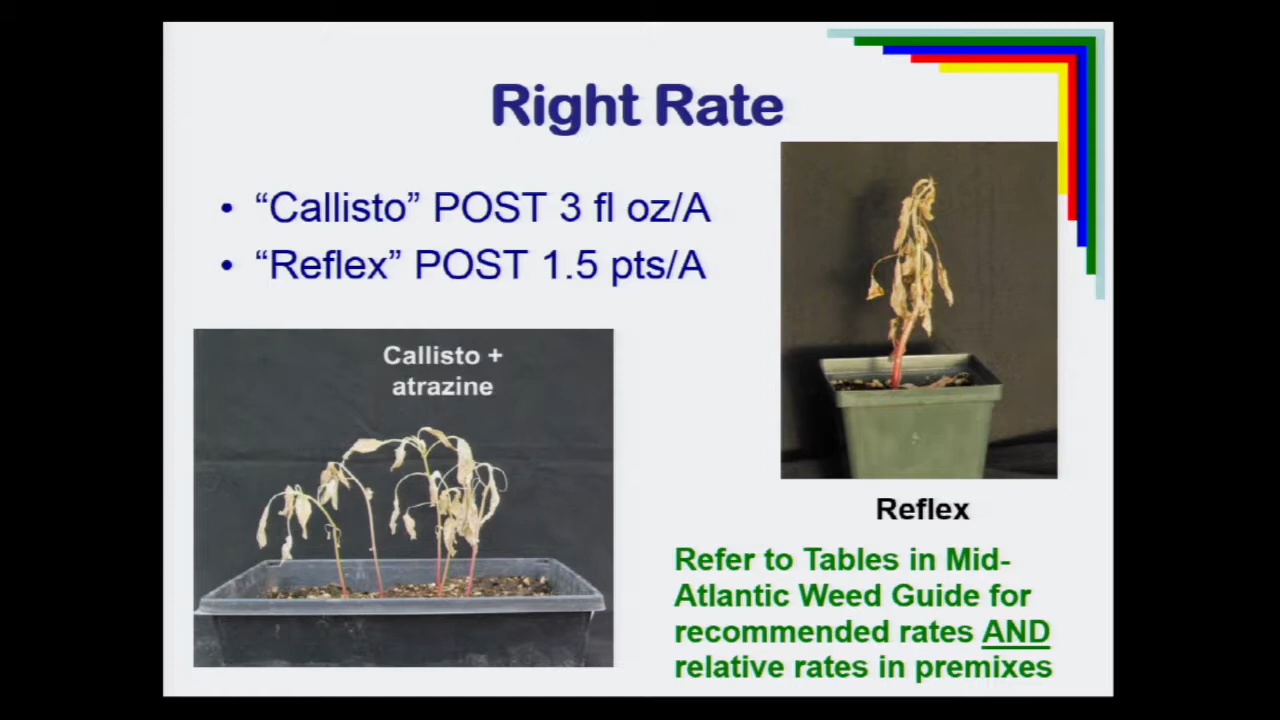 Right Rate
• “Callisto” POST 3 fl oz/A
• “Reflex” POST 1.5 pts/A
Callisto +
atrazine
Reflex
Refer to Tables in Mid-
Atlantic Weed Guide for
recommended rates AND
relative rates in premixes